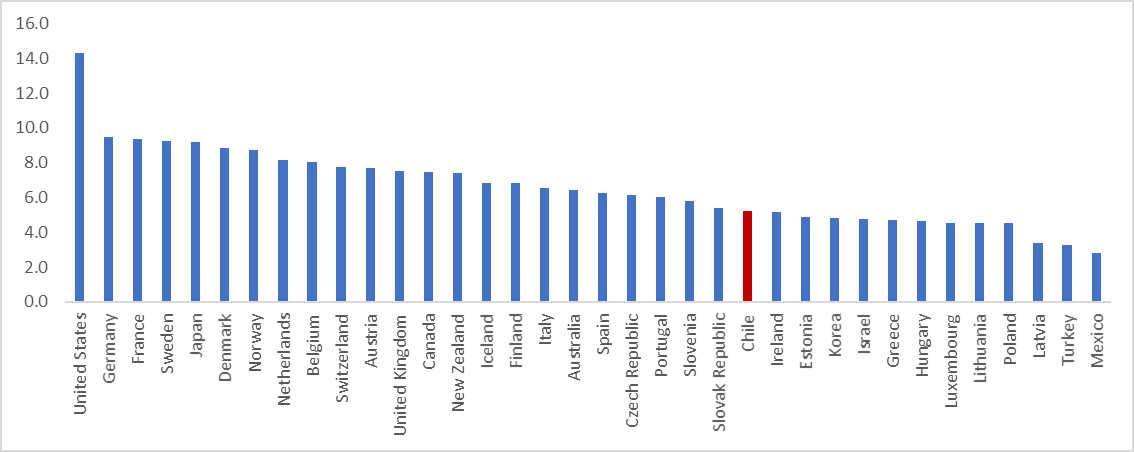 16.0
14.0
12.0
10.0
8.0
6.0
4.0
2.0
0.0
United States
Germany
France
Sweden
Japan
Denmark
Norway
Netherlands
Belgium
Switzerland
Austria
United Kingdom
Canada
New Zealand
Iceland
Finland
Italy
Australia
Spain
Czech Republic
Portugal
Slovenia
Slovak Republic
Chile
Ireland
Estonia
Korea
Israel
Greece
Hungary
Luxembourg
Lithuania
Poland
Latvia
Turkey
Mexico